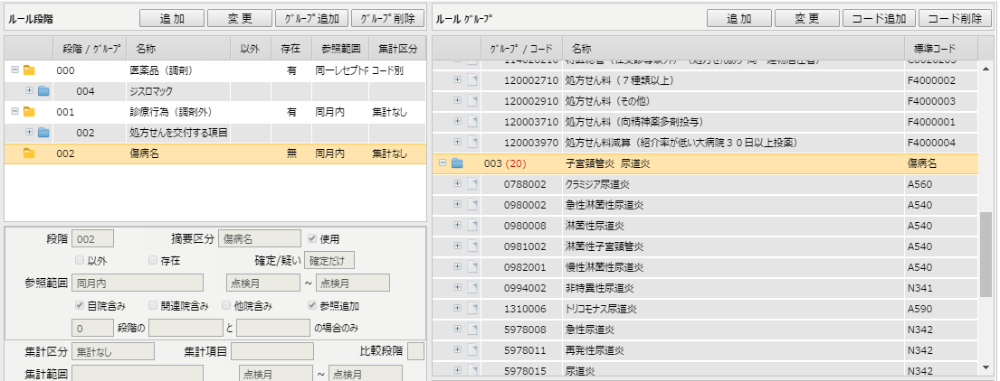 ルール段階 追 加 変 更 ｸﾞﾙｰﾌﾟ追加 ｸﾞﾙｰﾌﾟ削除
段階 / ｸﾞﾙｰﾌﾟ 名称 以外 存在 参照範囲 集計区分
000 医薬品（調剤） 有 同一レセプト内 コード別
004 ジスロマック
001 診療行為（調剤外） 有 同月内 集計なし
002 処方せんを交付する項目
002 傷病名 無 同月内 集計なし
段階 002 摘要区分 傷病名 使用
以外 存在 確定/疑い 確定だけ
参照範囲 同月内 点検月 ～ 点検月
自院含み 関連院含み 他院含み 参照追加
0 段階の と の場合のみ
集計区分 集計なし 集計項目 比較段階
集計範囲 点検月 ～ 点検月
ルール ｸﾞﾙｰﾌﾟ 追 加 変 更 コード追加 コード削除
ｸﾞﾙｰﾌﾟ / コード 名称 標準コード
120002710 処方せん料（７種類以上） F4000002
120002910 処方せん料（その他） F4000003
120003710 処方せん料（向精神薬多剤投与） F4000001
120003970 処方せん料減算（紹介率が低い大病院３０日以上投薬） F4000004
003 (20) 子宮頸管炎 尿道炎 傷病名
0788002 クラミジア尿道炎 A560
0980002 急性淋菌性尿道炎 A540
0980008 淋菌性尿道炎 A540
0981002 淋菌性子宮頸管炎 A540
0982001 慢性淋菌性尿道炎 A540
0994002 非特異性尿道炎 N341
1310006 トリコモナス尿道炎 A590
5978008 急性尿道炎 N342
5978011 再発性尿道炎 N342
5978015 尿道炎 N342